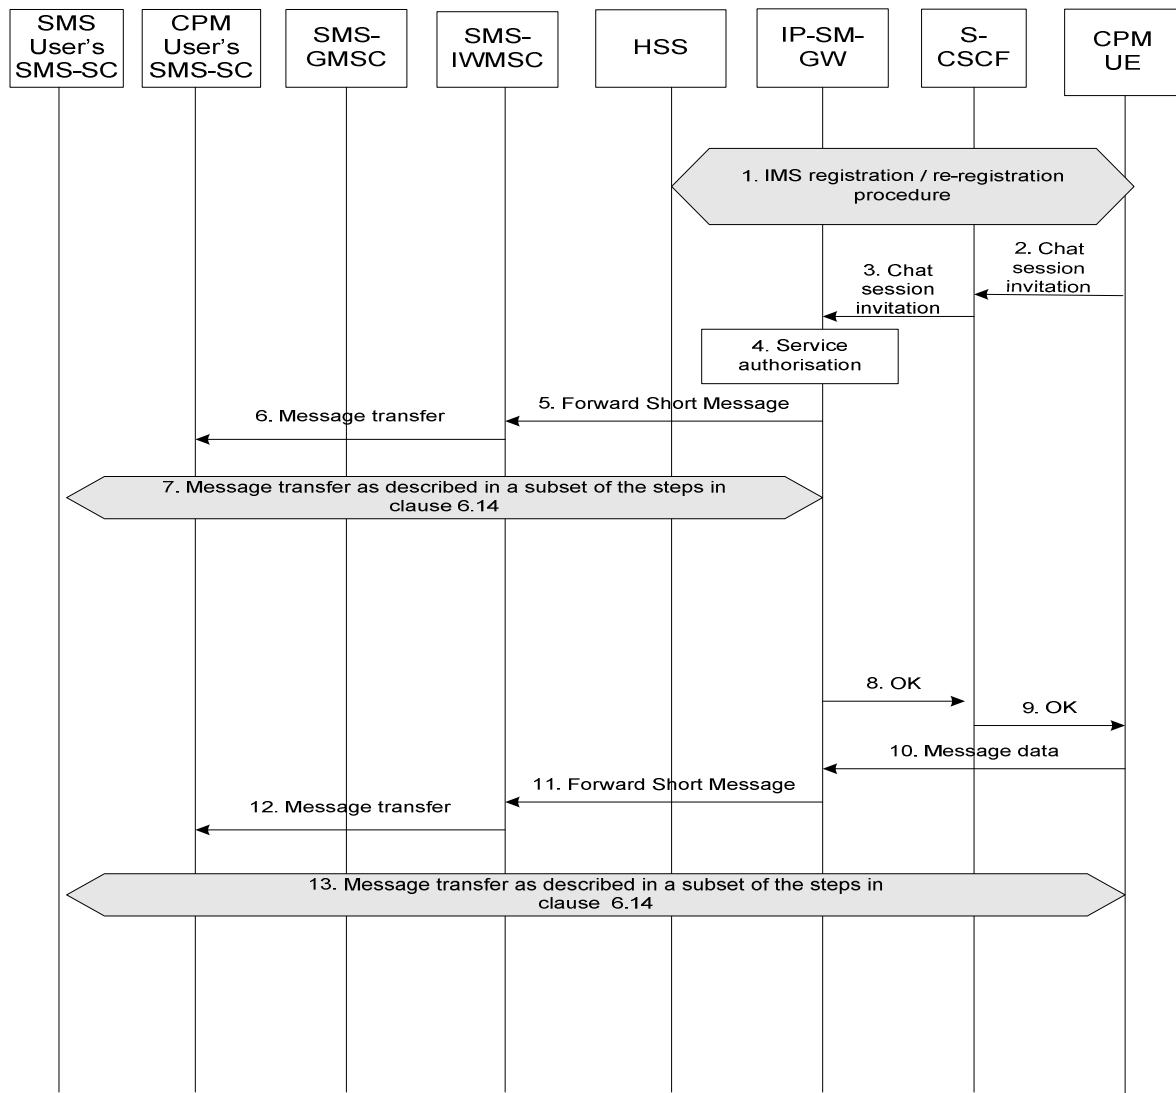 SMS
User's
SMS-SC
CPM
User's
SMS-SC
SMS-
GMSC
SMS-
IWMSC
HSS
IP-SM-
GW
S-
CSCF
CPM
UE
1. IMS registration / re-registration
procedure
2. Chat
session
invitation
3. Chat
session
invitation
4. Service
authorisation
5. Forward Short Message
6. Message transfer
7. Message transfer as described in a subset of the steps in
clause 6.14
8. OK
9. OK
10. Message data
11. Forward Short Message
12. Message transfer
13. Message transfer as described in a subset of the steps in
clause 6.14